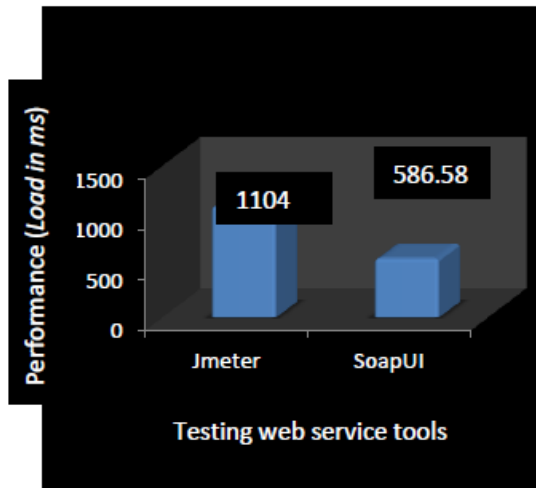 Performance (Load in ms)
1500
1000
500
0
1104
586.58
Jmeter
SoapUI
Testing web service tools